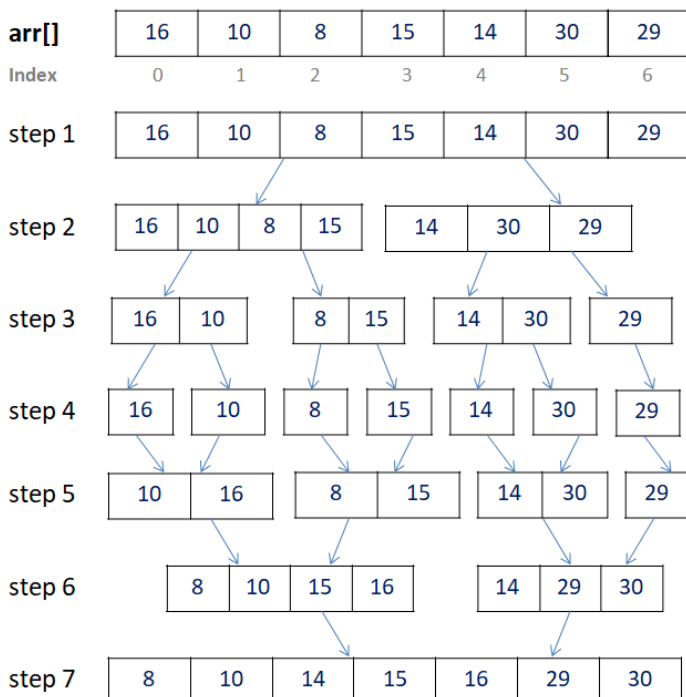 arr[] 16 10 8 15 14 30 29
Index 0 1 2 3 4 5 6
step 1 16 10 8 15 14 30 29
step 2 16 10 8 15 14 30 29
step 3 16 10 8 15 14 30 29
step 4 16 10 8 15 14 30 29
step 5 10 16 8 15 14 30 29
step 6 8 10 15 16 14 29 30
step 7 8 10 14 15 16 29 30